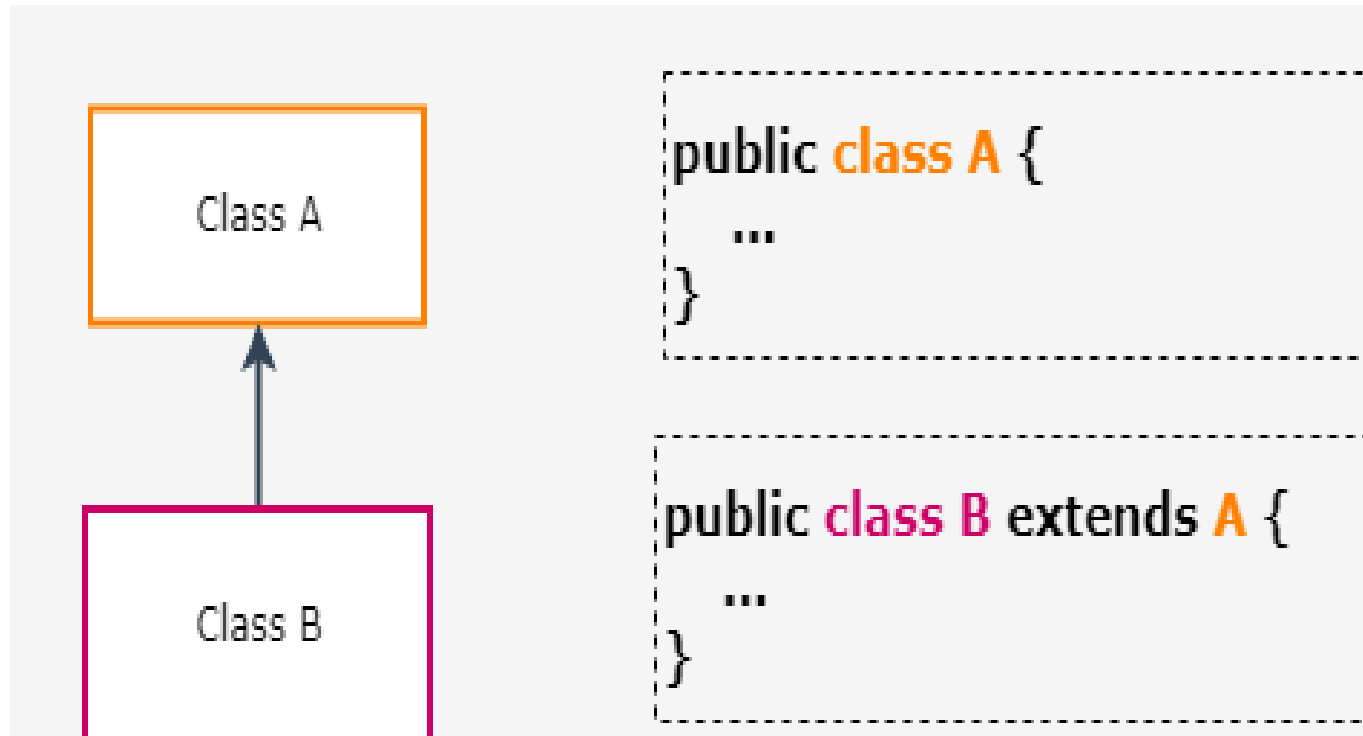 Class A
public class A {
...
}
Class B
public class B extends A {
...
}